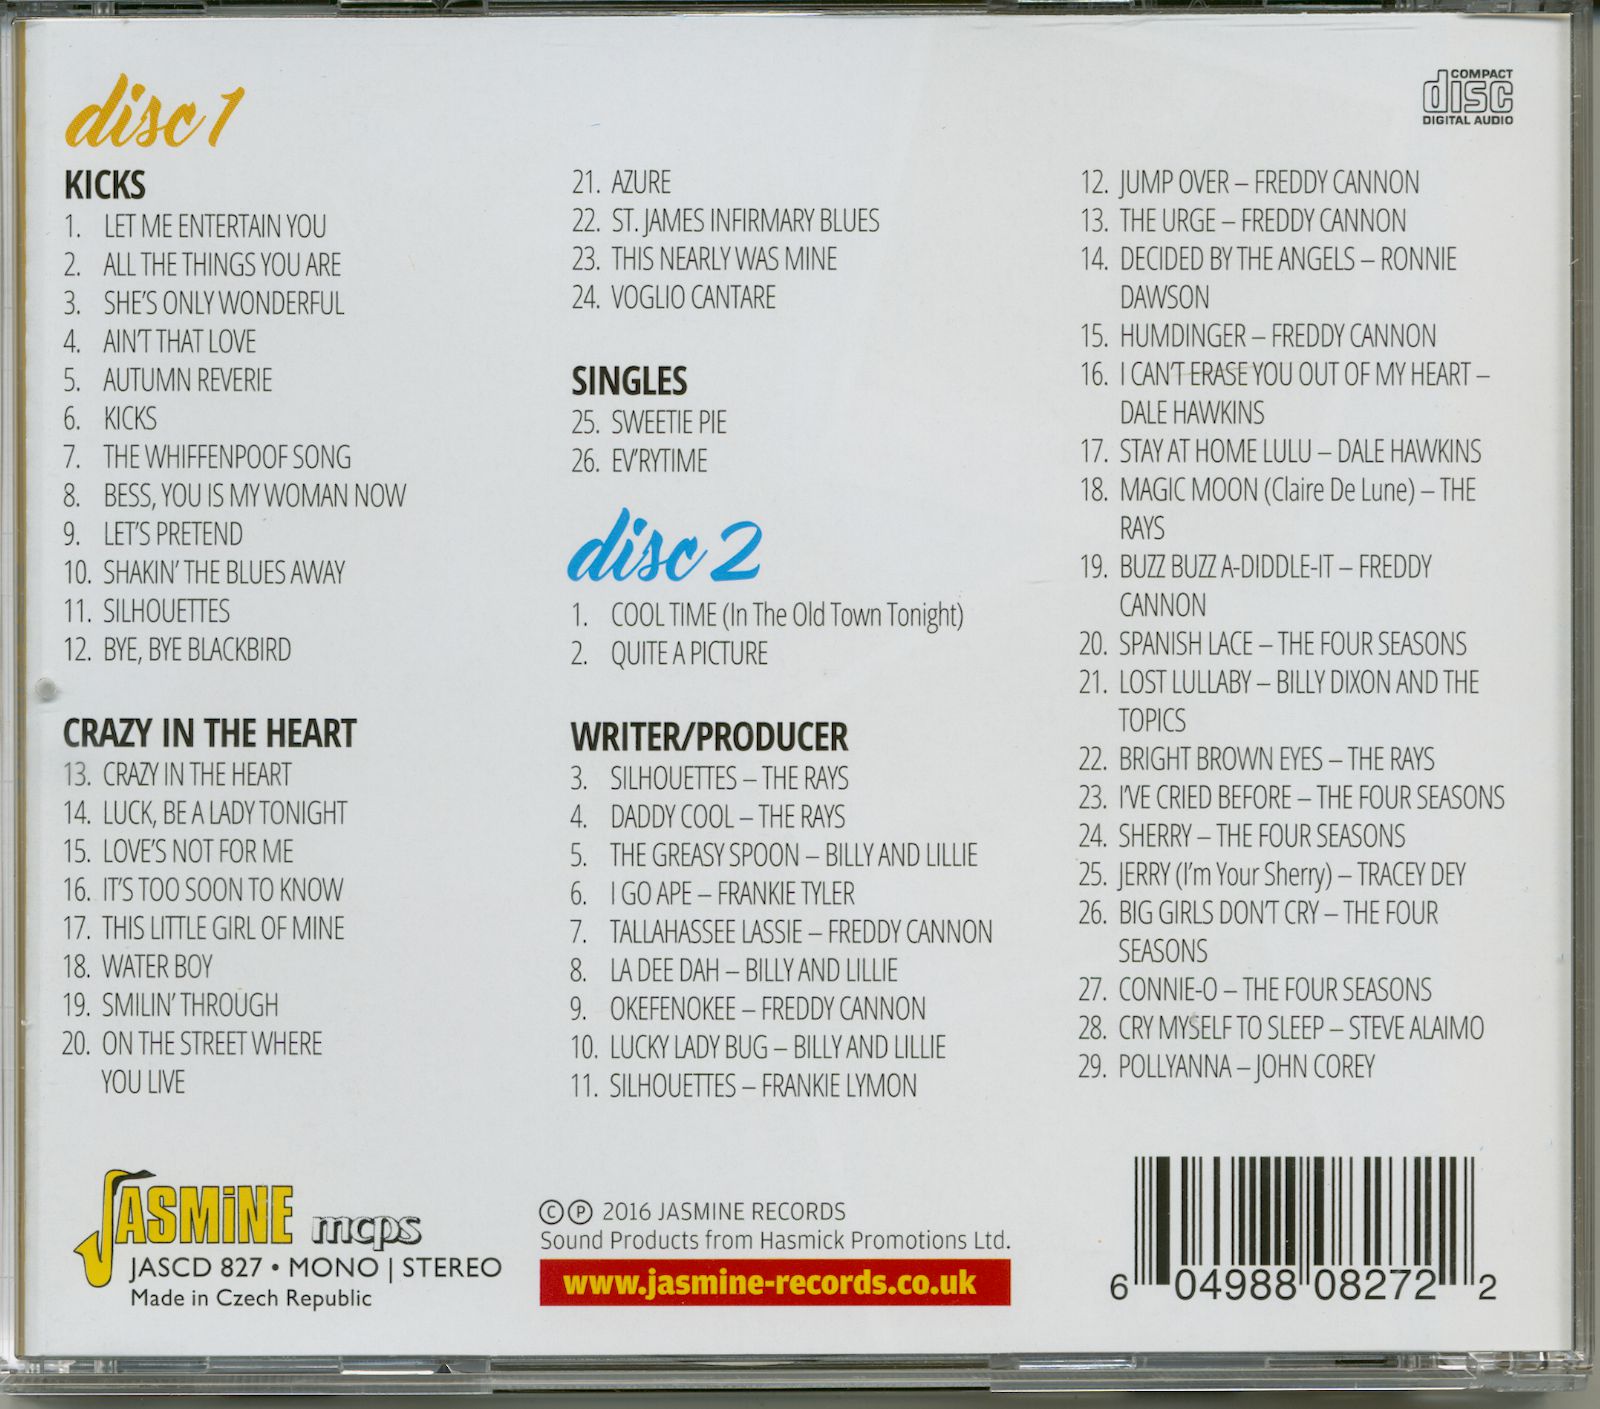 disc 1
KICKS
1. LET ME ENTERTAIN YOU
2. ALL THE THINGS YOU ARE
3. SHE'S ONLY WONDERFUL
4. AIN'T THAT LOVE
5. AUTUMN REVERIE
6. KICKS
7. THE WHIFFENPOOF SONG
8. BESS, YOU IS MY WOMAN NOW
9. LET'S PRETEND
10. SHAKIN' THE BLUES AWAY
11. SILHOUETTES
12. BYE, BYE BLACKBIRD
CRAZY IN THE HEART
13. CRAZY IN THE HEART
14. LUCK, BE A LADY TONIGHT
15. LOVE'S NOT FOR ME
16. IT'S TOO SOON TO KNOW
17. THIS LITTLE GIRL OF MINE
18. WATER BOY
19. SMILIN' THROUGH
20. ON THE STREET WHERE
YOU LIVE
21. AZURE
22. ST. JAMES INFIRMARY BLUES
23. THIS NEARLY WAS MINE
24. VOGLIO CANTARE
SINGLES
25. SWEETIE PIE
26. EV'RYTIME
disc 2
1. COOL TIME (In The Old Town Tonight)
2. QUITE A PICTURE
WRITER/PRODUCER
3. SILHOUETTES – THE RAYS
4. DADDY COOL – THE RAYS
5. THE GREASY SPOON – BILLY AND LILLIE
6. I GO APE – FRANKIE TYLER
7. TALLAHASSEE LASSIE – FREDDY CANNON
8. LA DEE DAH – BILLY AND LILLIE
9. OKEFENOKEE – FREDDY CANNON
10. LUCKY LADY BUG – BILLY AND LILLIE
11. SILHOUETTES – FRANKIE LYMON
COMPACT
disc
DIGITAL AUDIO
12. JUMP OVER – FREDDY CANNON
13. THE URGE – FREDDY CANNON
14. DECIDED BY THE ANGELS – RONNIE
DAWSON
15. HUMDINGER – FREDDY CANNON
16. I CAN'T ERASE YOU OUT OF MY HEART –
DALE HAWKINS
17. STAY AT HOME LULU – DALE HAWKINS
18. MAGIC MOON (Claire De Lune) – THE
RAYS
19. BUZZ BUZZ A-DIDDLE-IT – FREDDY
CANNON
20. SPANISH LACE – THE FOUR SEASONS
21. LOST LULLABY – BILLY DIXON AND THE
TOPICS
22. BRIGHT BROWN EYES – THE RAYS
23. I'VE CRIED BEFORE – THE FOUR SEASONS
24. SHERRY – THE FOUR SEASONS
25. JERRY (I'm Your Sherry) – TRACEY DEY
26. BIG GIRLS DON'T CRY – THE FOUR
SEASONS
27. CONNIE-O – THE FOUR SEASONS
28. CRY MYSELF TO SLEEP – STEVE ALAIMO
29. POLLYANNA – JOHN COREY
JASMiNE mcps
JASCD 827 • MONO | STEREO
Made in Czech Republic
© ℗ 2016 JASMINE RECORDS
Sound Products from Hasmick Promotions Ltd.
www.jasmine-records.co.uk
6 04988 08272 2